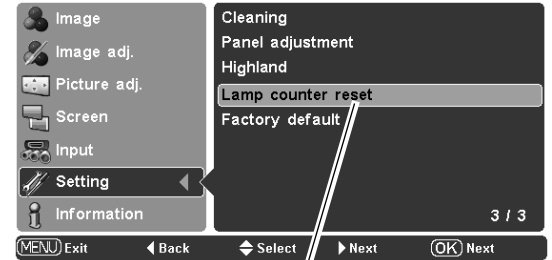 Image
Image adj.
Picture adj.
Screen
Input
Setting
Information
Cleaning
Panel adjustment
Highland
Lamp counter reset
Factory default
3 / 3
MENU Exit
Back
Select
Next
OK Next